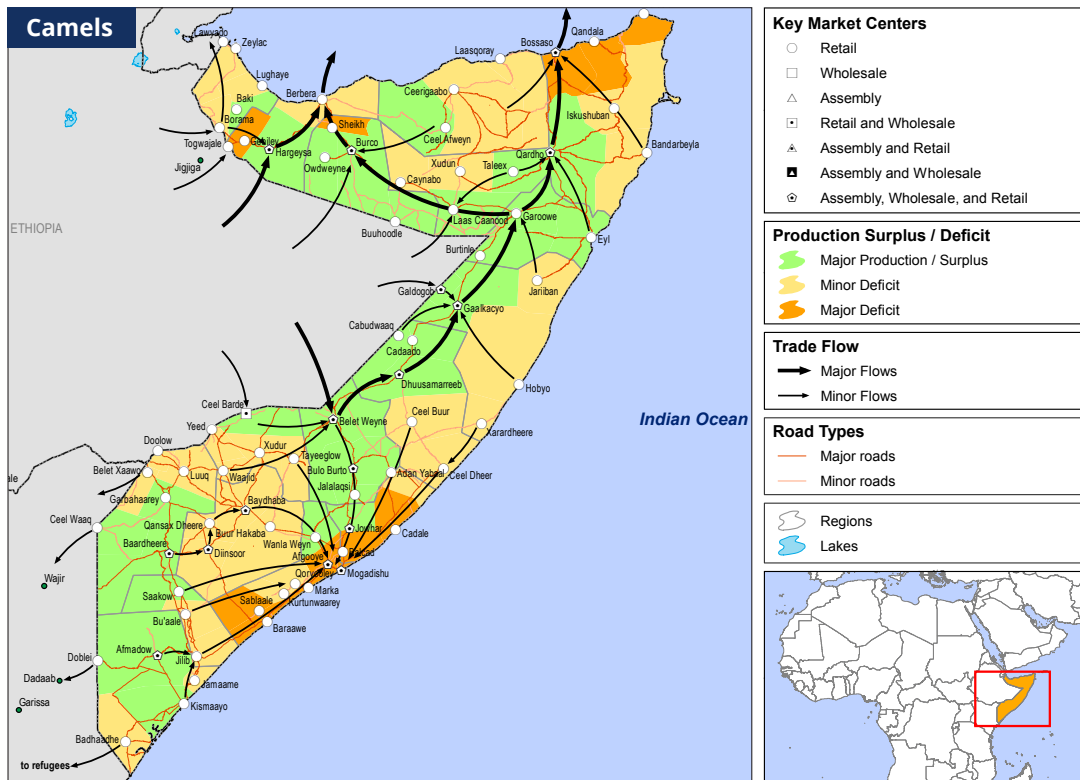 Camels
Lawyado
Zeylac
Lughaye
Baki
Borama
Togwajale
Gebiley
Hargeysa
Jigjiga
Berbera
Sheikh
Burco
Owdweyne
Ceerigaabo
Laasqoray
Bossaso
Qandala
Iskushuban
Bandarbeyla
Ceel Afweyn
Xudun
Taleex
Qardho
Caynabo
Laas Caanood
Garoowe
Buuhoodle
Eyl
Burtinle
Jariiban
ETHIOPIA
Galdogob
Gaalkacyo
Cabudwaaq
Cadaado
Dhuusamarreeb
Hobyo
Ceel Barde
Belet Weyne
Ceel Buur
Xarardheere
Indian Ocean
Yeed
Doolow
Xudur
Tayeeglow
Belet Xaawo
Luuq
Waajid
Bulo Burto
Adan Yabaal
Ceel Dheer
ale
Garbahaarey
Jalalaqsi
Baydhaba
Ceel Waaq
Qansax Dheere
Buur Hakaba
Jowhar
Cadale
Baardheere
Diinsoor
Wanla Weyn
Balcad
Afgooye
Qoryooley
Mogadishu
Wajir
Saakow
Marka
Kurtunwaarey
Sablaale
Bu'aale
Baraawe
Afmadow
Jilib
Doblei
Dadaab
Jamaame
Garissa
Kismaayo
Badhaadhe
to refugees
Key Market Centers
Retail
Wholesale
Assembly
Retail and Wholesale
Assembly and Retail
Assembly and Wholesale
Assembly, Wholesale, and Retail
Production Surplus / Deficit
Major Production / Surplus
Minor Deficit
Major Deficit
Trade Flow
Major Flows
Minor Flows
Road Types
Major roads
Minor roads
Regions
Lakes